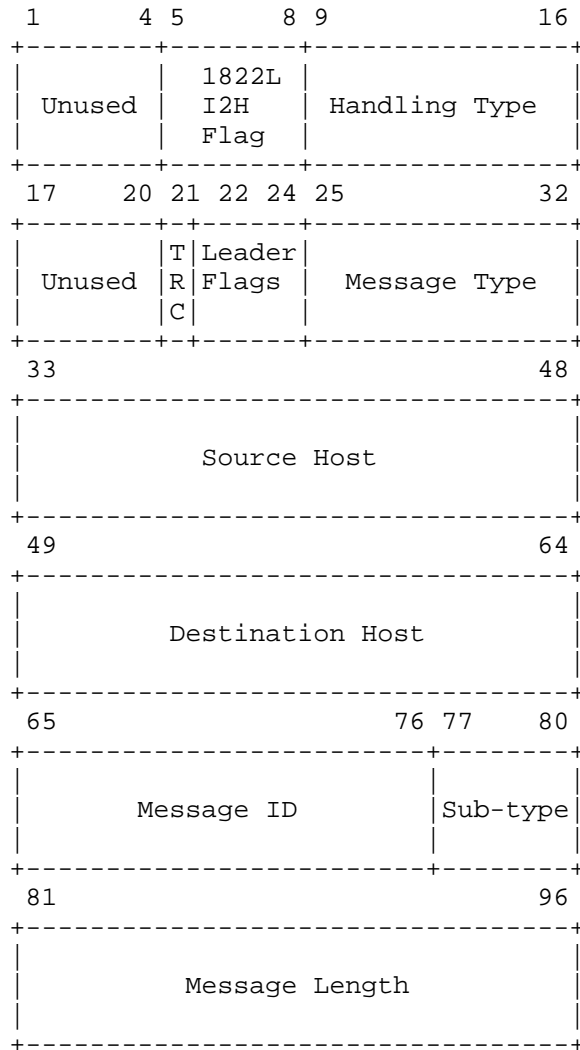 1 4 5 8 9 16
1822L
Unused I2H Handling Type
Flag
17 20 21 22 24 25 32
T Leader
Unused R Flags Message Type
C
33 48
Source Host
49 64
Destination Host
65 76 77 80
Message ID Sub-type
81 96
Message Length